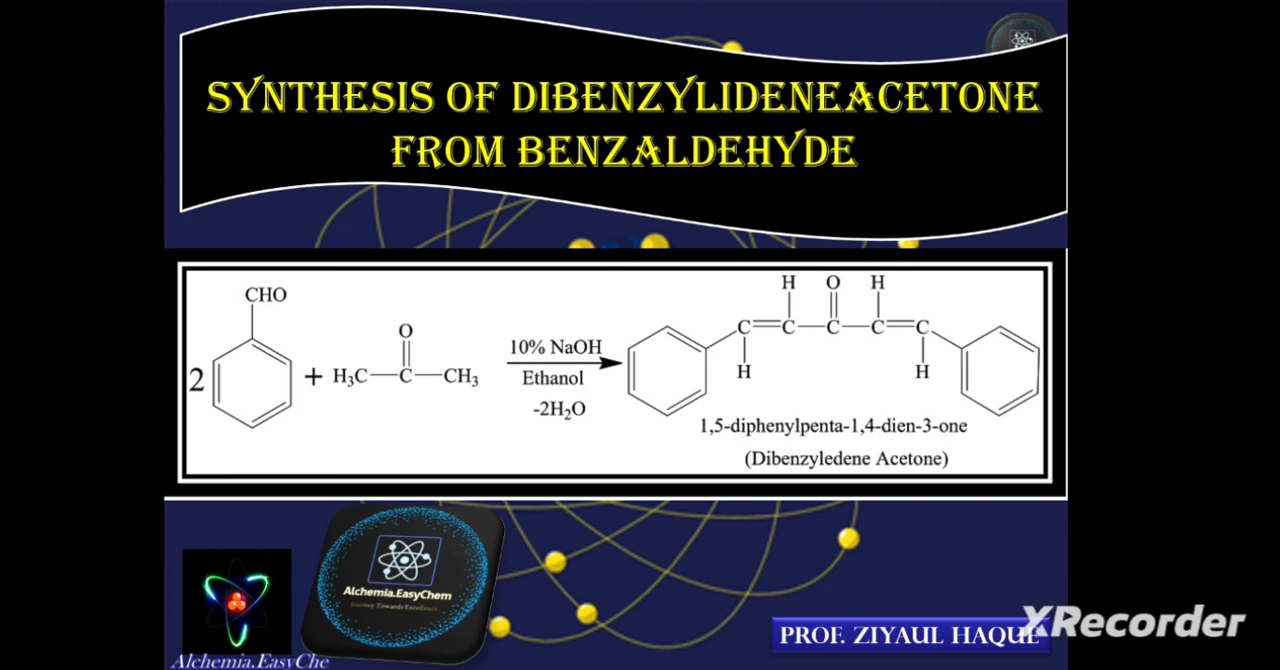 SYNTHESIS OF DIBENZYLIDENEACETONE
FROM BENZALDEHYDE
CHO
2
+
H₃C—C—CH₃
O
10% NaOH
Ethanol
-2H₂O
H O H
C=C—C—C=C
H H
1,5-diphenylpenta-1,4-dien-3-one
(Dibenzyledene Acetone)
Alchemia.EasyChem
Journey Towards Excellence
PROF. ZIYAUL HAQUE
XRecorder
Alchemia.EasyChe